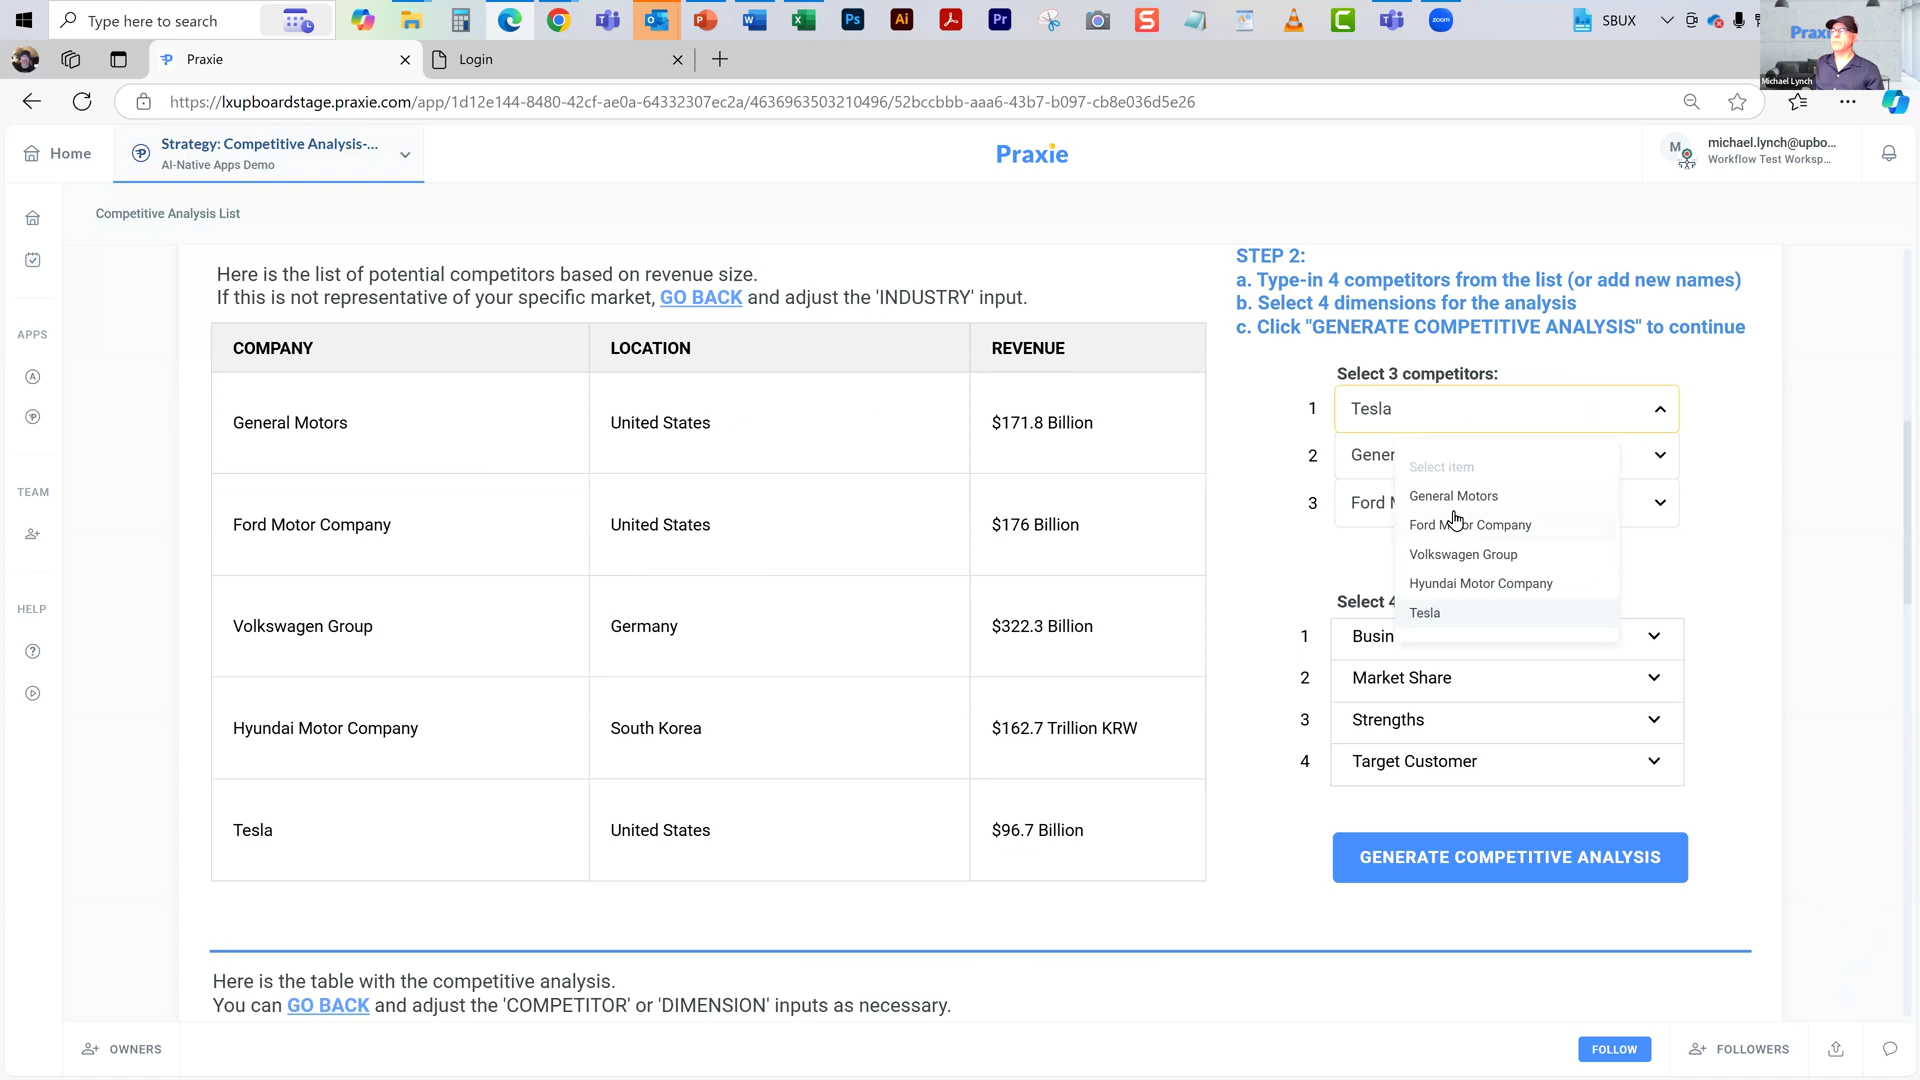 Type here to search
SBUX
Praxie
Login
Michael Lynch
https://lxupboardstage.praxie.com/app/1d12e144-8480-42cf-ae0a-64332307ec2a/4636963503210496/52bccbbb-aaa6-43b7-b097-cb8e036d5e26
Home
Strategy: Competitive Analysis-...
AI-Native Apps Demo
Praxie
M
michael.lynch@upbo...
Workflow Test Worksp...
Competitive Analysis List
APPS
TEAM
HELP
Here is the list of potential competitors based on revenue size.
If this is not representative of your specific market, GO BACK and adjust the 'INDUSTRY' input.
COMPANY LOCATION REVENUE
General Motors United States $171.8 Billion
Ford Motor Company United States $176 Billion
Volkswagen Group Germany $322.3 Billion
Hyundai Motor Company South Korea $162.7 Trillion KRW
Tesla United States $96.7 Billion
STEP 2:
a. Type-in 4 competitors from the list (or add new names)
b. Select 4 dimensions for the analysis
c. Click "GENERATE COMPETITIVE ANALYSIS" to continue
Select 3 competitors:
1 Tesla
2 Gener
3 Ford M
Select item
General Motors
Ford Motor Company
Volkswagen Group
Hyundai Motor Company
Tesla
Select 4
1 Busin
2 Market Share
3 Strengths
4 Target Customer
GENERATE COMPETITIVE ANALYSIS
Here is the table with the competitive analysis.
You can GO BACK and adjust the 'COMPETITOR' or 'DIMENSION' inputs as necessary.
OWNERS
FOLLOW
FOLLOWERS